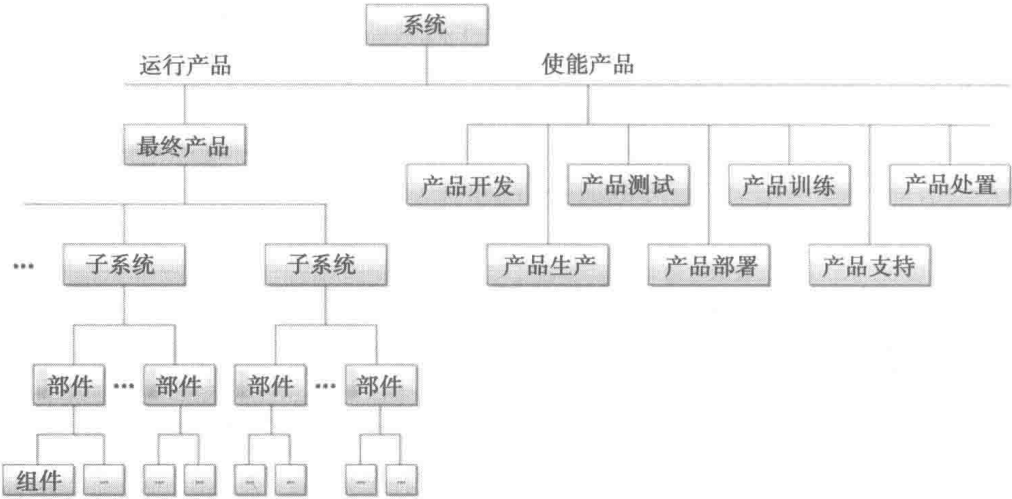 系统
运行产品
使能产品
最终产品
产品开发
产品测试
产品训练
产品处置
...
子系统
子系统
产品生产
产品部署
产品支持
部件
...
部件
部件
...
部件
组件